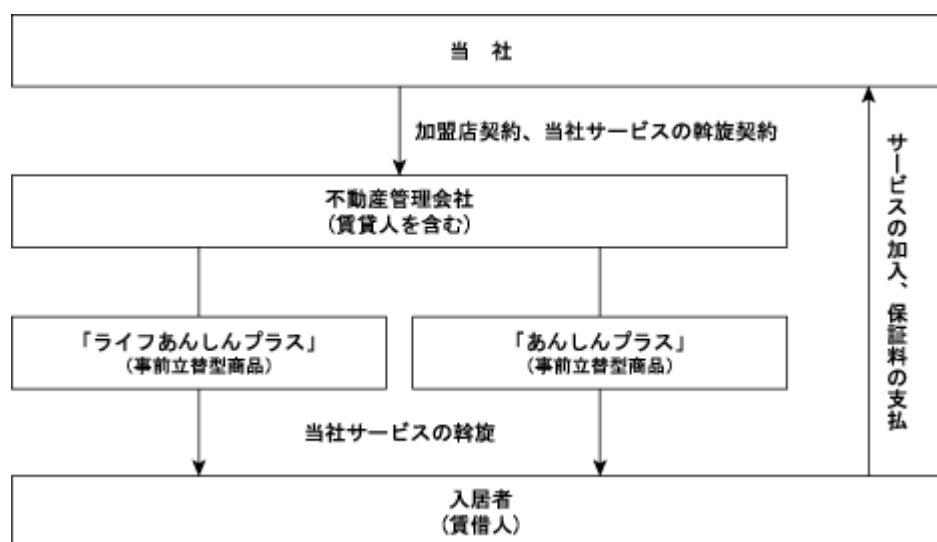 当 社
加盟店契約、当社サービスの斡旋契約
不動産管理会社
(賃貸人を含む)
「ライフあんしんプラス」
(事前立替型商品)
「あんしんプラス」
(事前立替型商品)
当社サービスの斡旋
サービスの加入、保証料の支払
入居者
(賃借人)